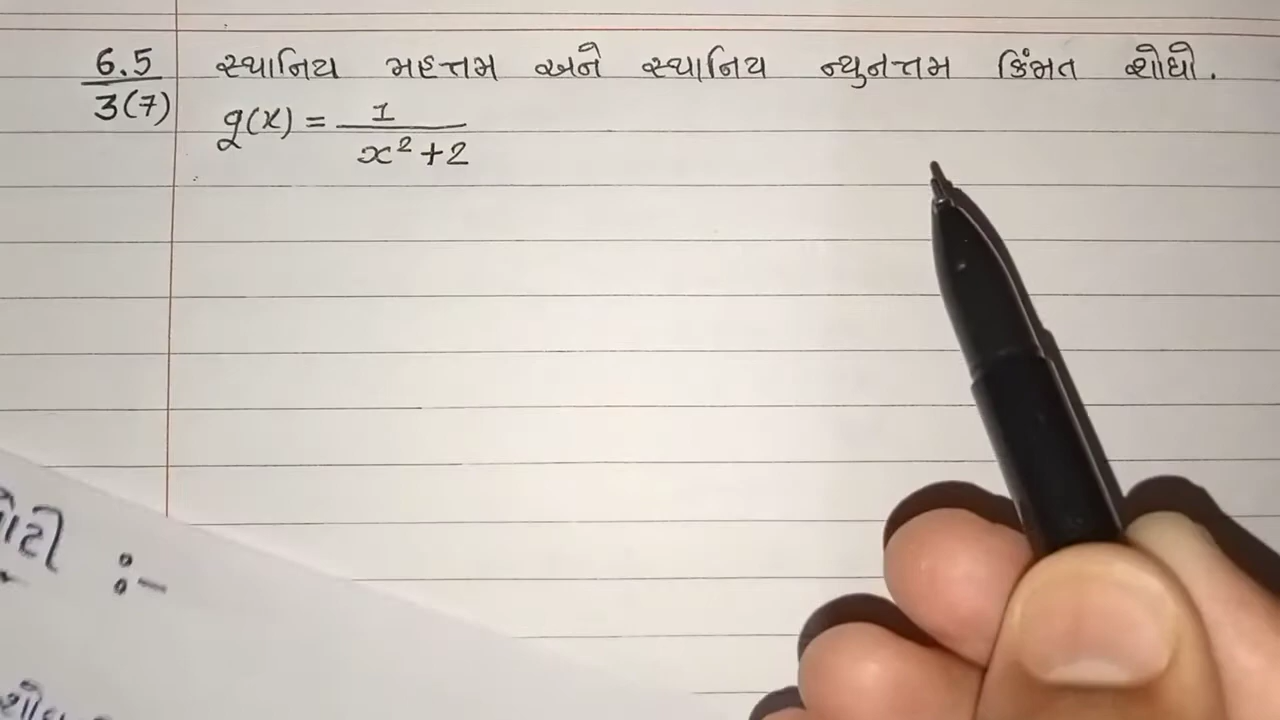 6.5 / 3(7) સ્થાનિય મહત્તમ અને સ્થાનિય ન્યુનત્તમ કિંમત શોધો.
g(x) = 1 / x² + 2
:-